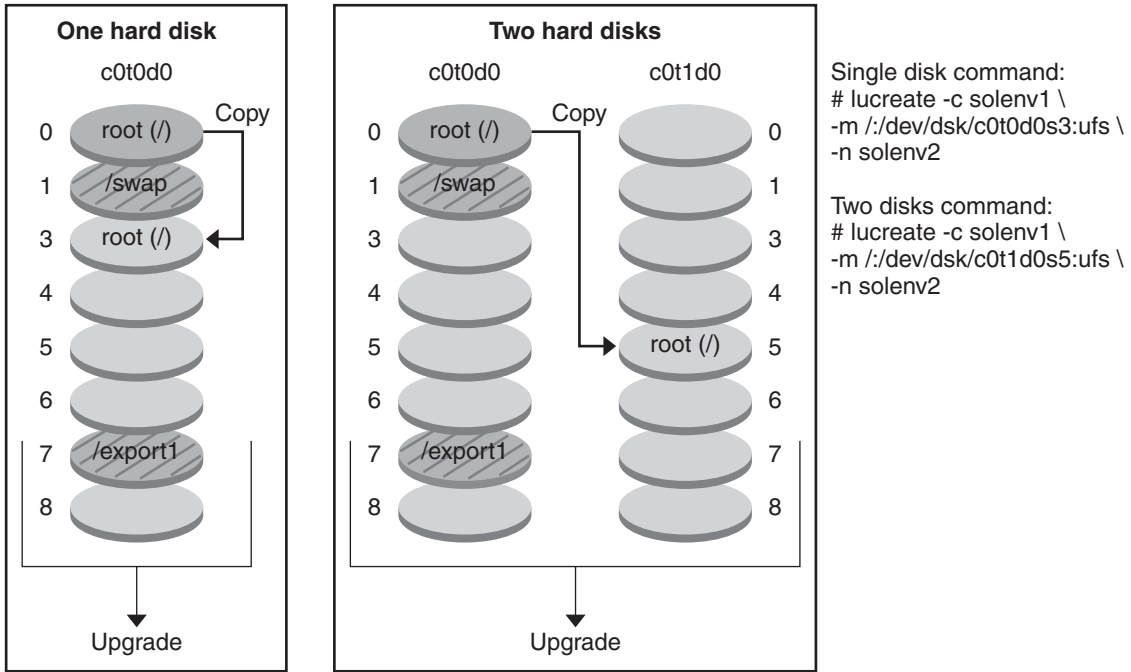 One hard disk
c0t0d0
0 root (/) Copy
1 /swap
3 root (/)
4
5
6
7 /export1
8
Upgrade
Two hard disks
c0t0d0 c0t1d0
0 root (/) Copy 0
1 /swap 1
3 3
4 4
5 root (/) 5
6 6
7 /export1 7
8 8
Upgrade
Single disk command:
# lucreate -c solenv1 \
-m /:/dev/dsk/c0t0d0s3:ufs \
-n solenv2
Two disks command:
# lucreate -c solenv1 \
-m /:/dev/dsk/c0t1d0s5:ufs \
-n solenv2